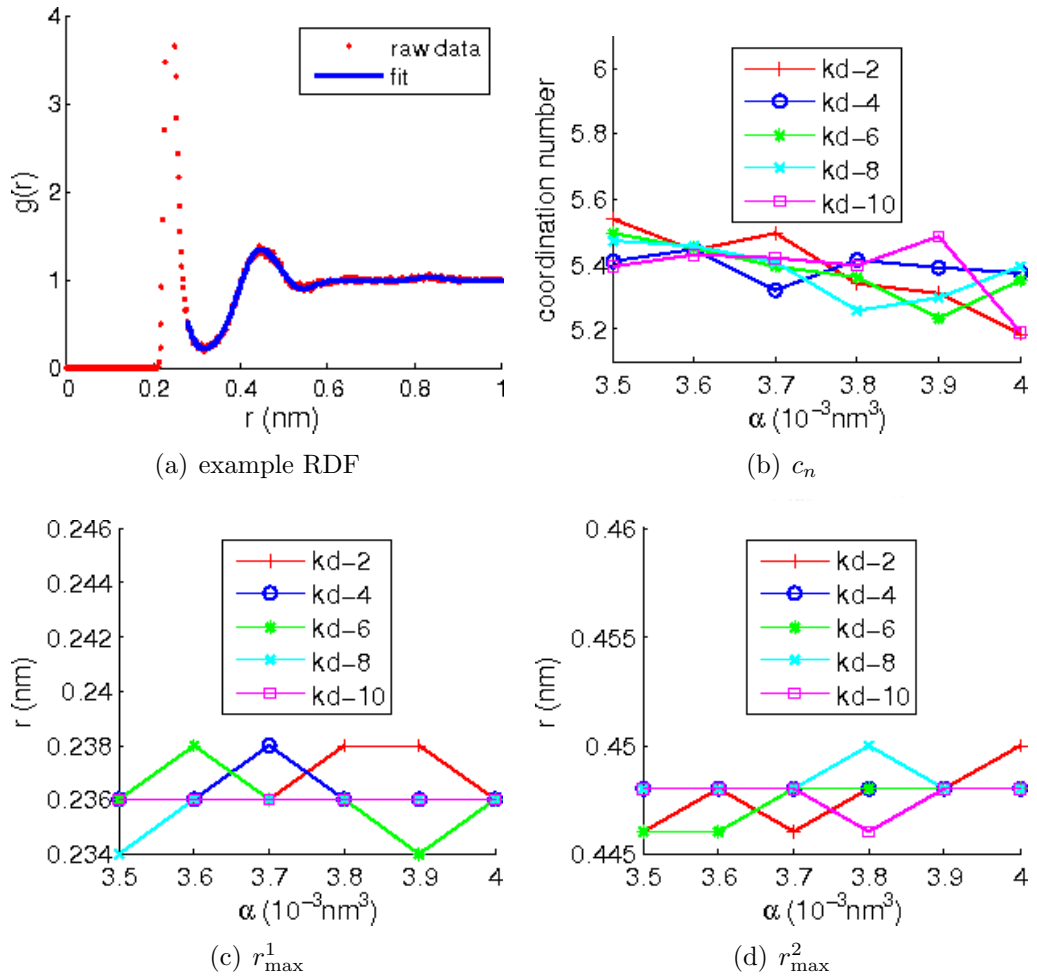 4
3
2
1
0
g(r)
raw data
fit
0 0.2 0.4 0.6 0.8 1
r (nm)
(a) example RDF
6
5.8
5.6
5.4
5.2
coordination number
kd-2
kd-4
kd-6
kd-8
kd-10
3.5 3.6 3.7 3.8 3.9 4
α (10⁻³nm³)
(b) cₙ
0.246
0.244
0.242
0.24
0.238
0.236
0.234
r (nm)
kd-2
kd-4
kd-6
kd-8
kd-10
3.5 3.6 3.7 3.8 3.9 4
α (10⁻³nm³)
(c) r¹max
0.46
0.455
0.45
0.445
r (nm)
kd-2
kd-4
kd-6
kd-8
kd-10
3.5 3.6 3.7 3.8 3.9 4
α (10⁻³nm³)
(d) r²max